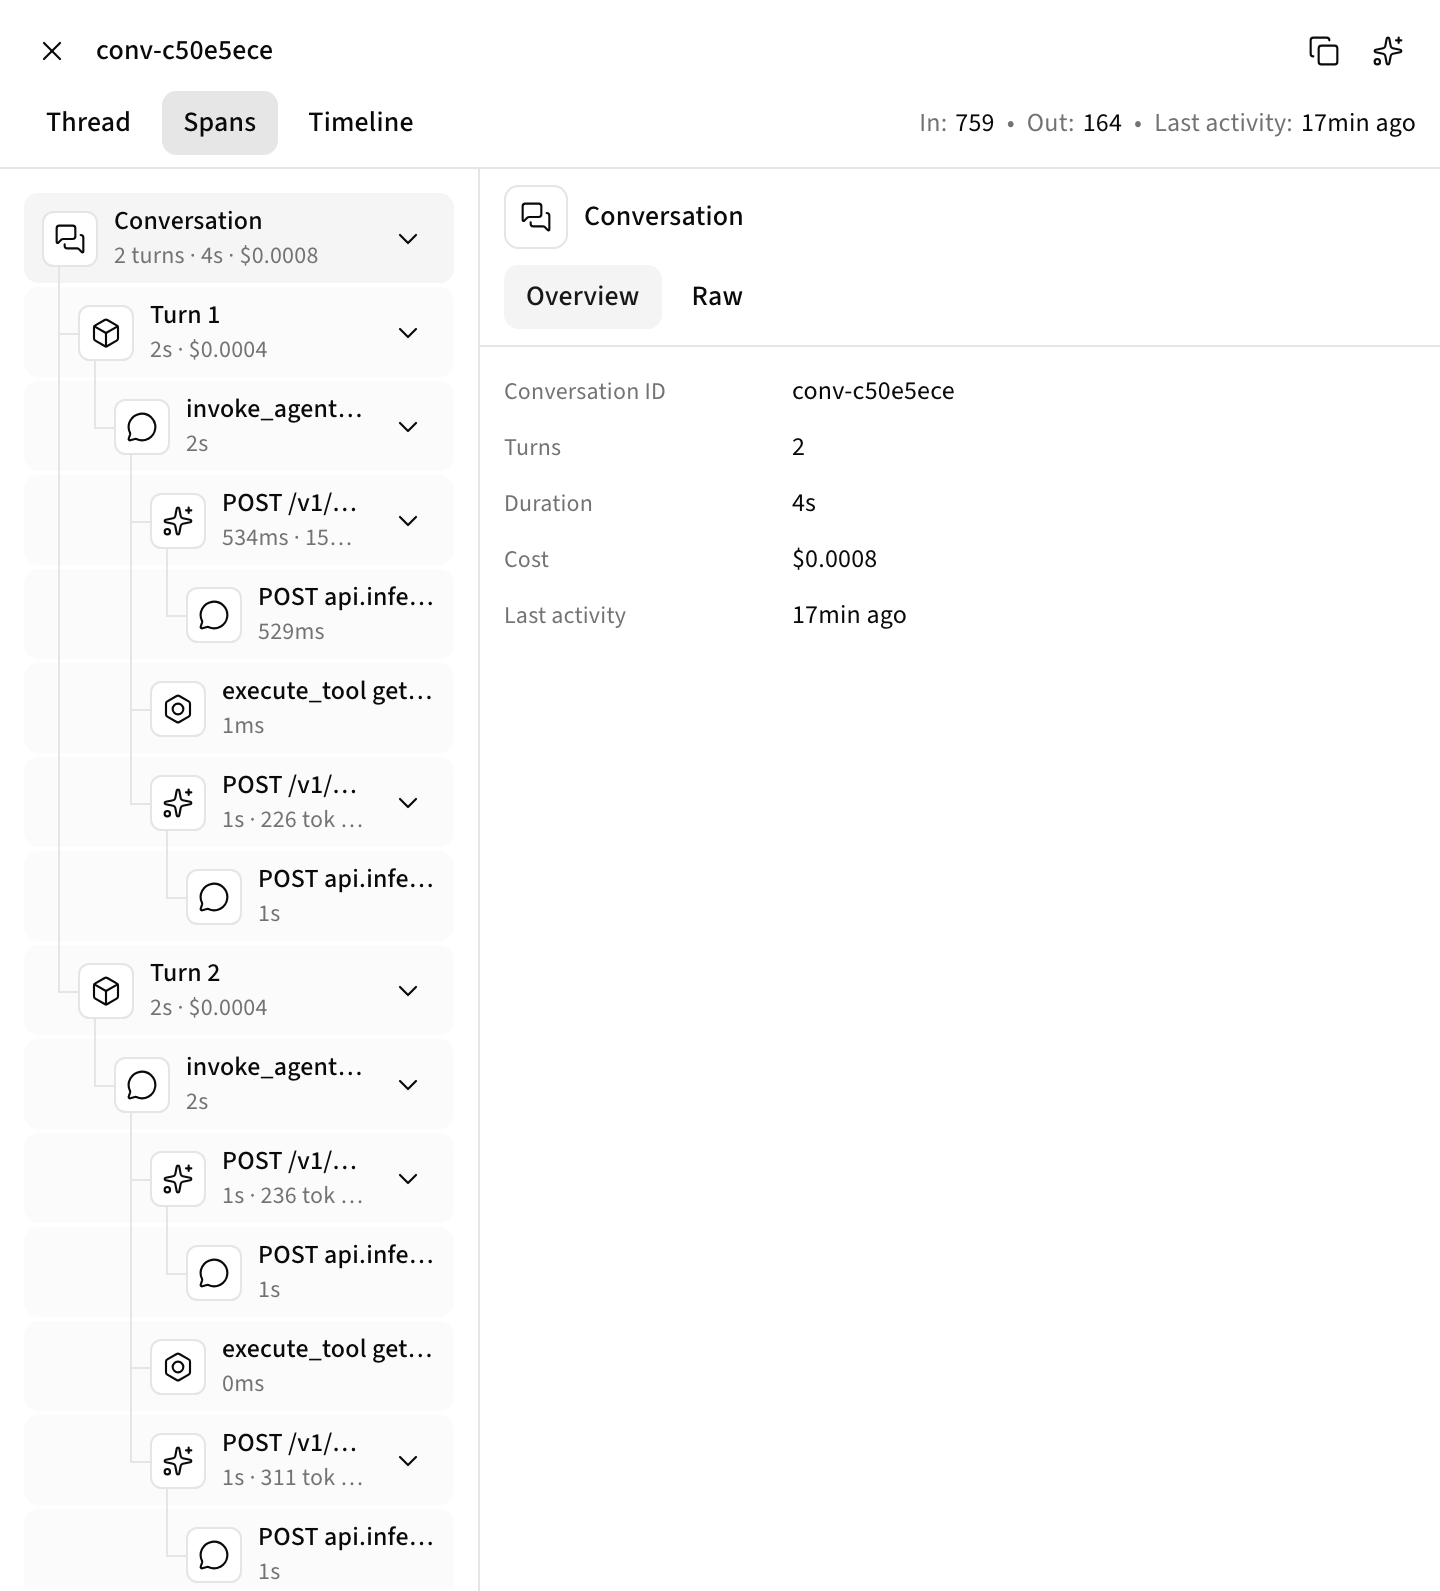 conv-c50e5ece
Thread Spans Timeline
In: 759 • Out: 164 • Last activity: 17min ago
Conversation
2 turns · 4s · $0.0008
Turn 1
2s · $0.0004
invoke_agent...
2s
POST /v1/...
534ms · 15...
POST api.infe...
529ms
execute_tool get...
1ms
POST /v1/...
1s · 226 tok ...
POST api.infe...
1s
Turn 2
2s · $0.0004
invoke_agent...
2s
POST /v1/...
1s · 236 tok ...
POST api.infe...
1s
execute_tool get...
0ms
POST /v1/...
1s · 311 tok ...
POST api.infe...
1s
Conversation
Overview Raw
Conversation ID conv-c50e5ece
Turns 2
Duration 4s
Cost $0.0008
Last activity 17min ago